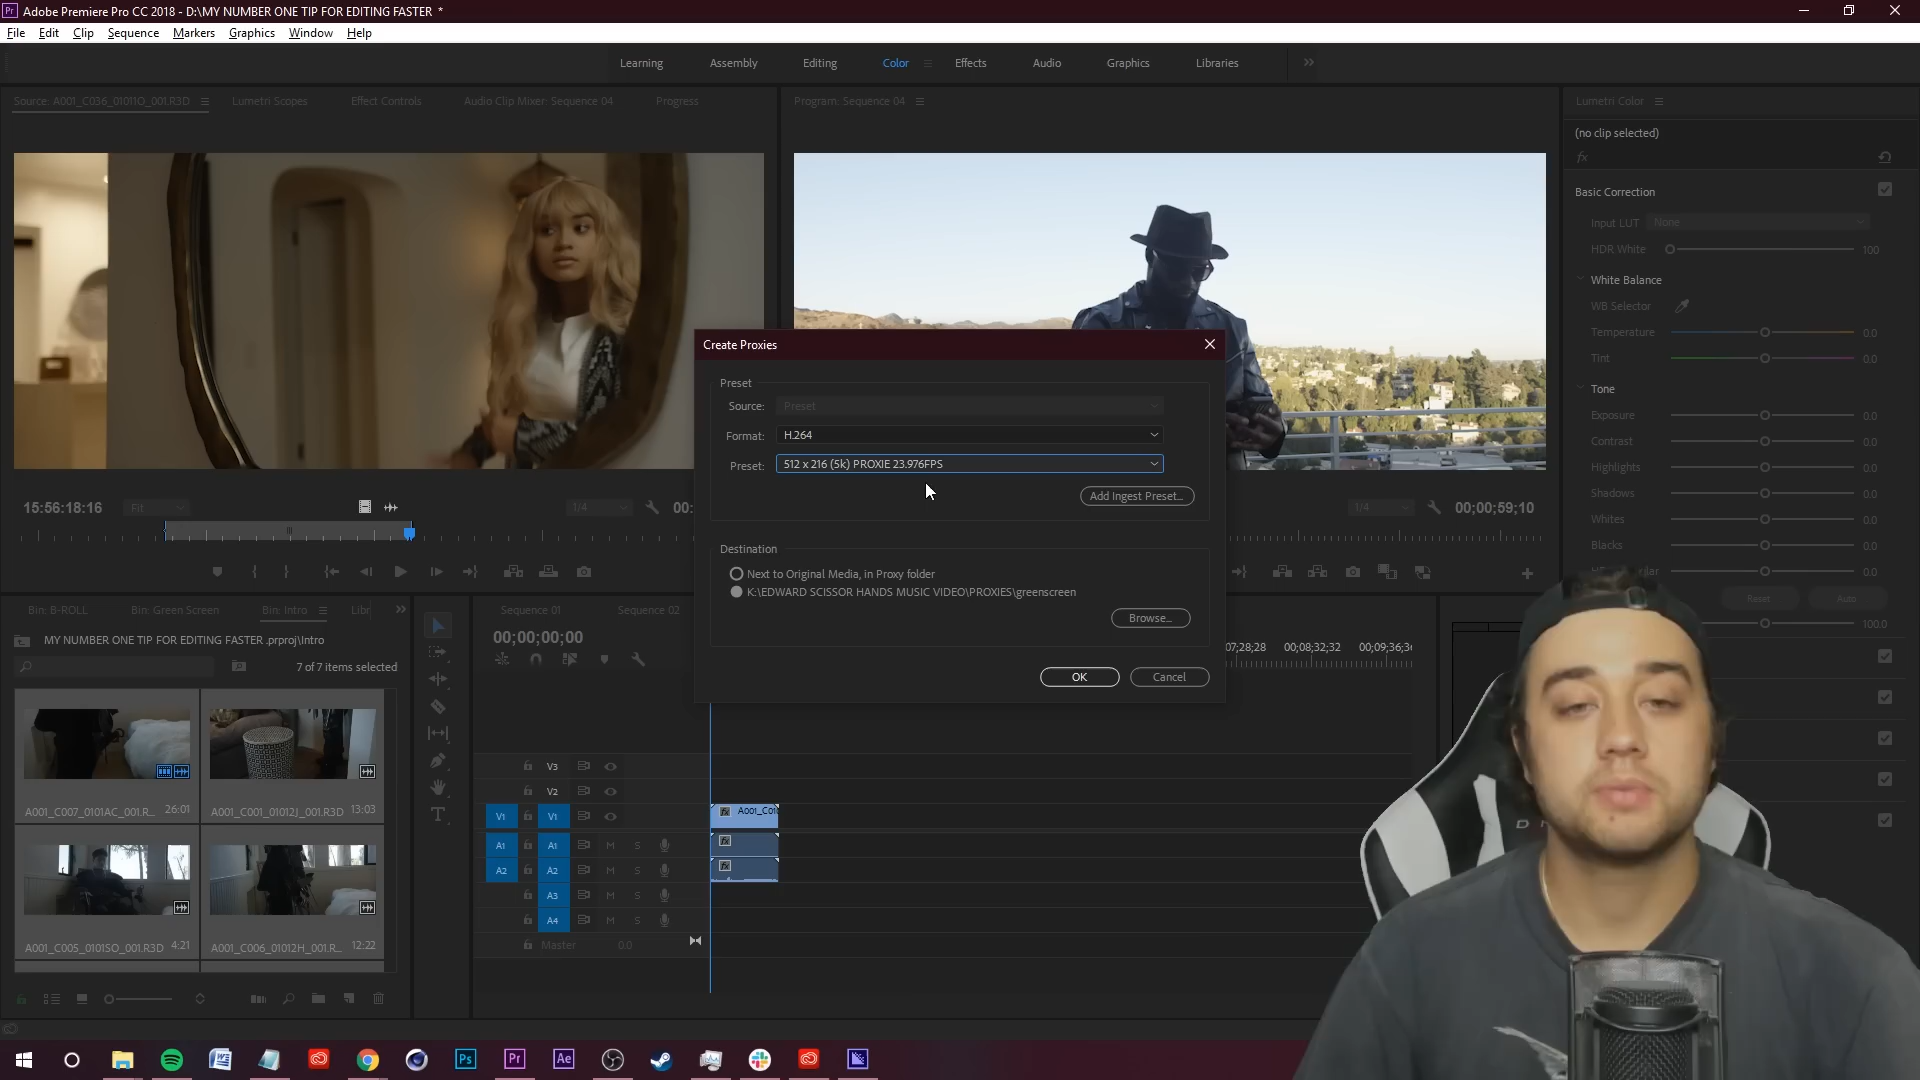 Pr Adobe Premiere Pro CC 2018 - D:\MY NUMBER ONE TIP FOR EDITING FASTER *
File Edit Clip Sequence Markers Graphics Window Help
Learning Assembly Editing Color Effects Audio Graphics Libraries
Source: A001_C036_01011O_001.R3D Lumetri Scopes Effect Controls Audio Clip Mixer: Sequence 04 Progress
Program: Sequence 04
Lumetri Color
(no clip selected)
fx
Basic Correction
Input LUT None
HDR White 100
White Balance
WB Selector
Temperature 0.0
Tint 0.0
Tone
Exposure 0.0
Contrast 0.0
Highlights 0.0
Shadows 0.0
Whites 0.0
Blacks 0.0
Reset Auto
100.0
Create Proxies
Preset
Source: Preset
Format: H.264
Preset: 512 x 216 (5k) PROXIE 23.976FPS
Add Ingest Preset...
Destination
Next to Original Media, in Proxy folder
K:\EDWARD SCISSOR HANDS MUSIC VIDEO\PROXIES\greenscreen
Browse...
OK Cancel
15:56:18:16 Fit 1/4 00:
1/4 00;00;59;10
Bin: B-ROLL Bin: Green Screen Bin: Intro Libr
MY NUMBER ONE TIP FOR EDITING FASTER .prproj\Intro
7 of 7 items selected
A001_C007_0101AC_001.R... 26:01
A001_C001_01012J_001.R3D 13:03
A001_C005_0101SO_001.R3D 4:21
A001_C006_01012H_001.R... 12:22
Sequence 01 Sequence 02
00;00;00;00
07;28;28 00;08;32;32 00;09;36;3
V3
V2
V1 V1 A001_C0
A1 A1 M S
A2 A2 M S
A3 M S
A4 M S
Master 0.0
fx
fx
fx
T
D
W Ps Pr Ae